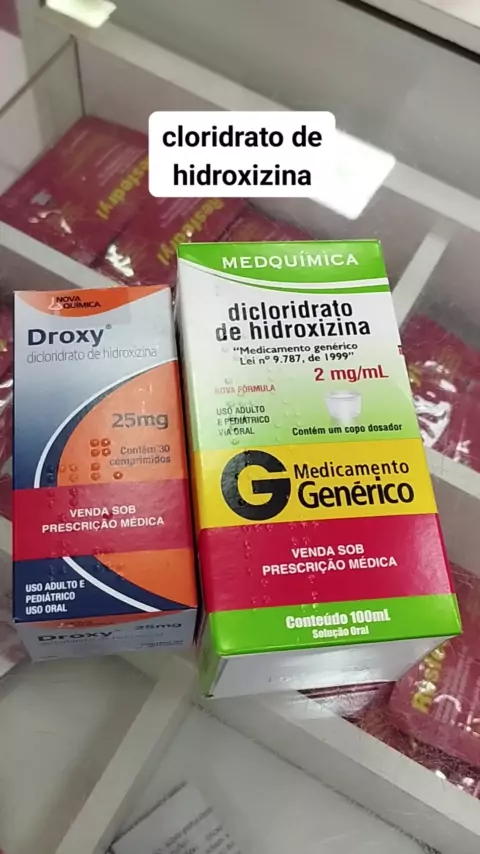 cloridrato de
hidroxizina
Resfedryl
NOVA
QUÍMICA
Droxy®
dicloridrato de hidroxizina
25mg
Contém 30
comprimidos
VENDA SOB
PRESCRIÇÃO MÉDICA
USO ADULTO E
PEDIÁTRICO
USO ORAL
Droxy® 25mg
MEDQUÍMICA
dicloridrato
de hidroxizina
"Medicamento genérico
Lei nº 9.787, de 1999"
2 mg/mL
NOVA FÓRMULA
USO ADULTO
E PEDIÁTRICO
VIA ORAL
Contém um copo dosador
G Medicamento
Genérico
VENDA SOB
PRESCRIÇÃO MÉDICA
Conteúdo 100mL
Solução Oral